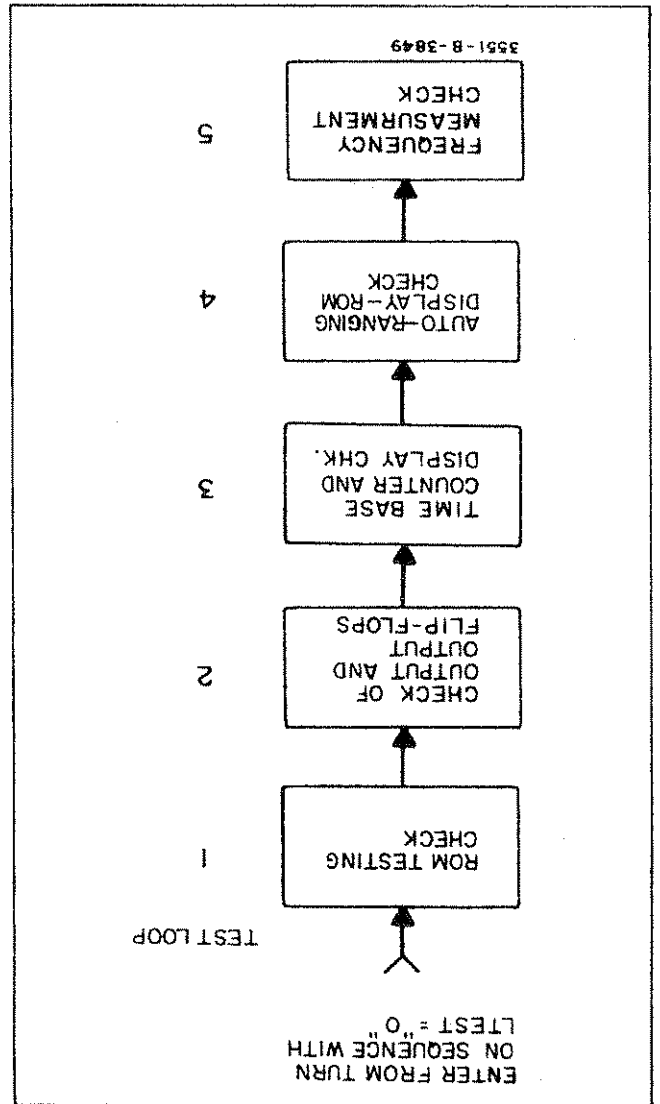 ENTER FROM TURN
ON SEQUENCE WITH
LTEST = "O"
TEST LOOP
ROM TESTING
CHECK
1
CHECK OF
OUTPUT AND
OUTPUT
FLIP-FLOPS
2
TIME BASE
COUNTER AND
DISPLAY CHK.
3
AUTO-RANGING
DISPLAY-ROM
CHECK
4
FREQUENCY
MEASURMENT
CHECK
5
3551-B-3849